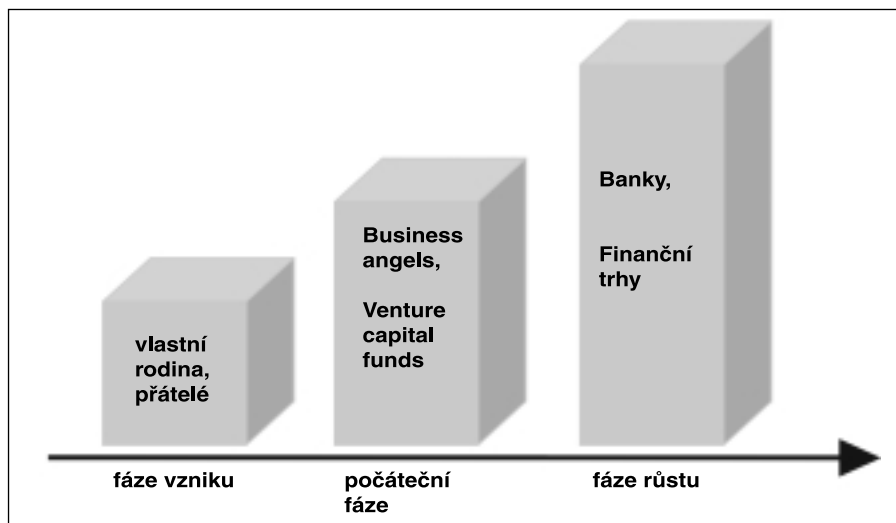 vlastní
rodina,
přátelé
Business
angels,
Venture
capital
funds
Banky,
Finanční
trhy
fáze vzniku
počáteční
fáze
fáze růstu